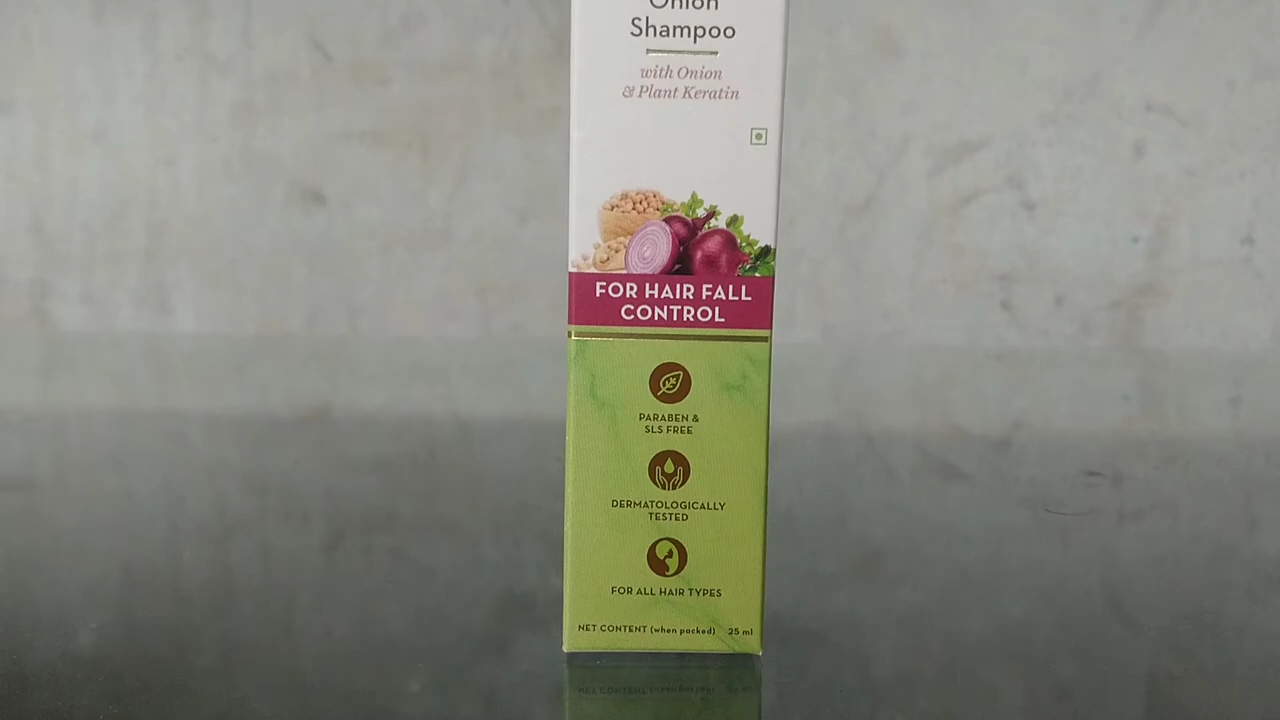 Onion
Shampoo
with Onion
& Plant Keratin
FOR HAIR FALL
CONTROL
PARABEN &
SLS FREE
DERMATOLOGICALLY
TESTED
FOR ALL HAIR TYPES
NET CONTENT (when packed) 25 ml